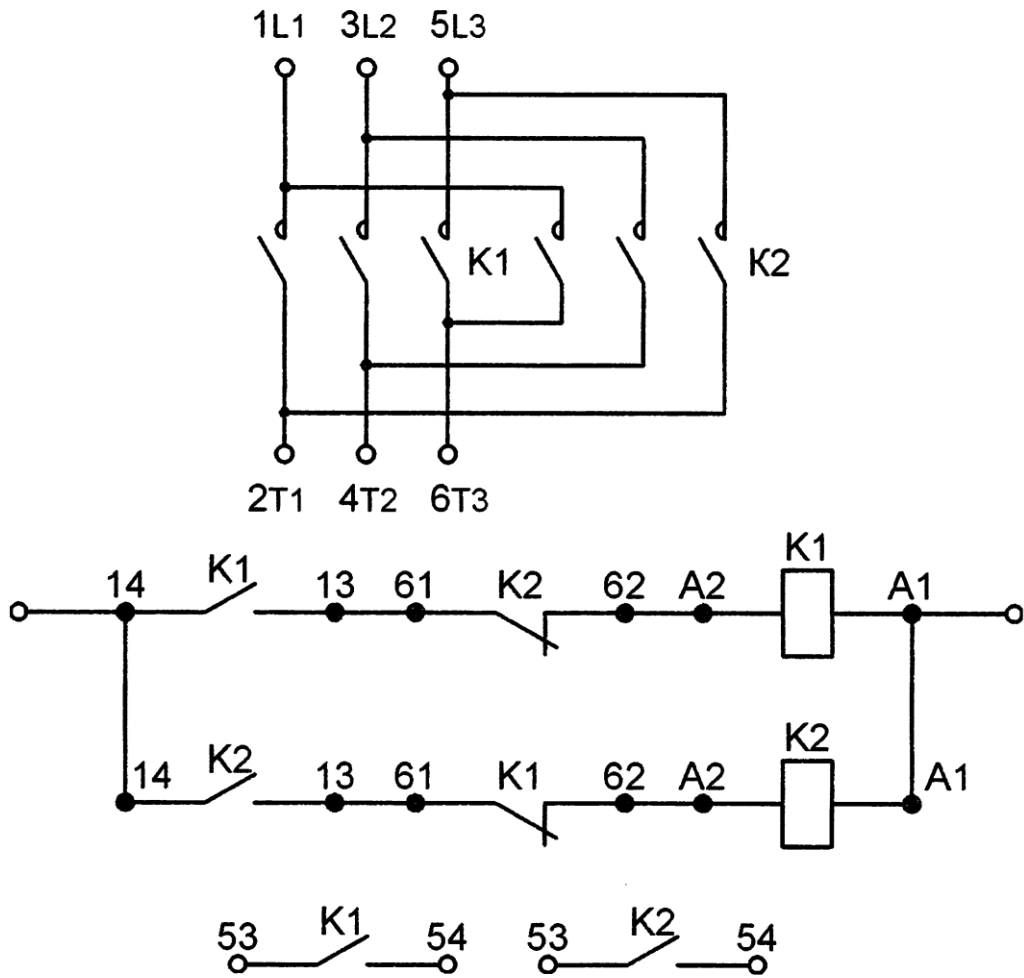 1L1 3L2 5L3
K1 K2
2T1 4T2 6T3
K1
14 K1 13 61 K2 62 A2 A1
K2
14 K2 13 61 K1 62 A2 A1
53 K1 54 53 K2 54